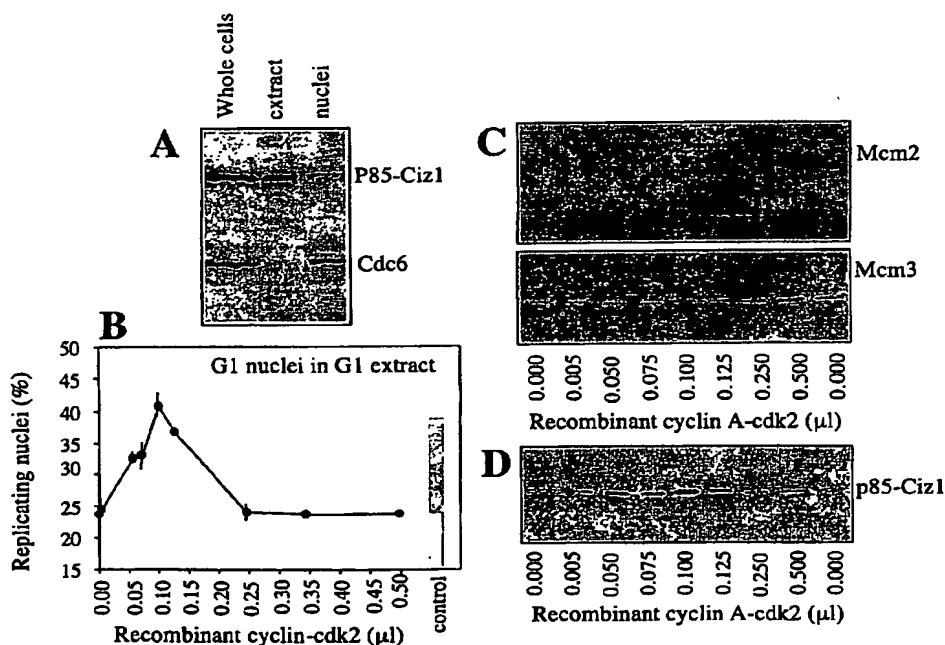 Whole cells
extract
nuclei
A
P85-Ciz1
Cdc6
B
50
45
40
35
30
25
22
15
G1 nuclei in G1 extract
Replicating nuclei (%)
0.00 0.05 0.10 0.15 0.20 0.25 0.30 0.35 0.40 0.45 0.50
control
Recombinant cyclin-cdk2 (µl)
C
Mcm2
Mcm3
0.000 0.005 0.050 0.075 0.100 0.125 0.250 0.500 0.000
Recombinant cyclin A-cdk2 (µl)
D
p85-Ciz1
0.000 0.005 0.050 0.075 0.100 0.125 0.250 0.500 0.000
Recombinant cyclin A-cdk2 (µl)